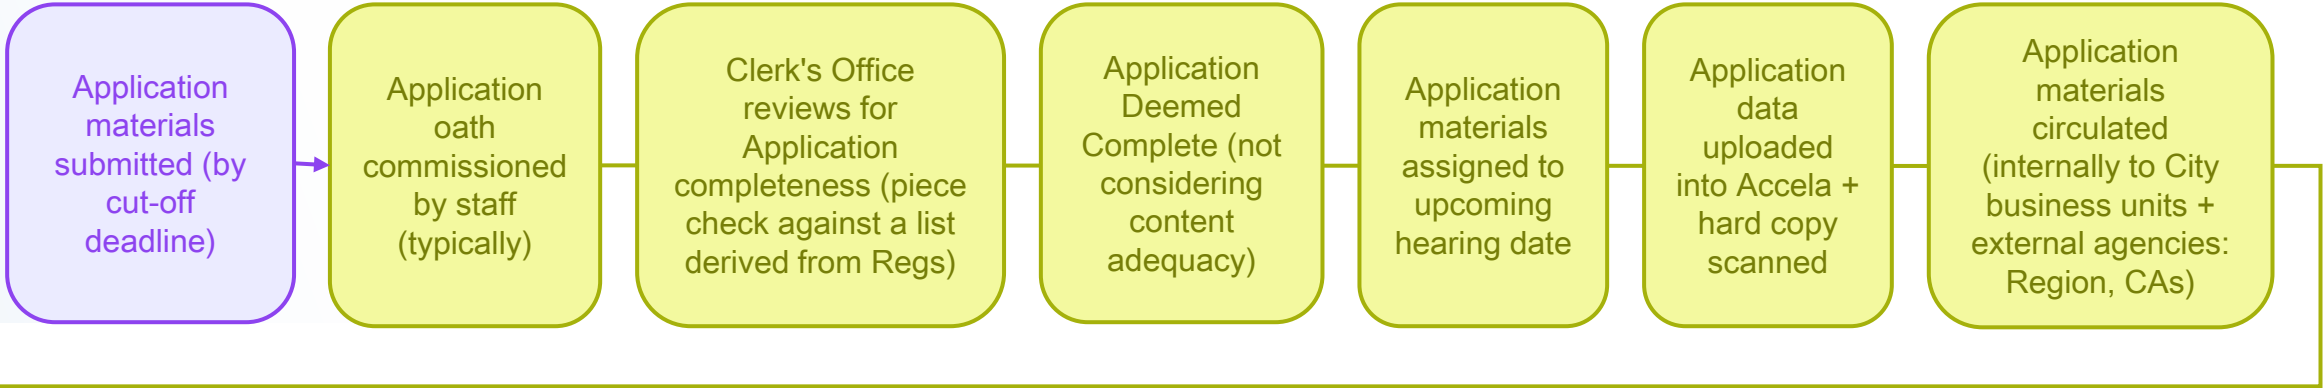 Application
materials
submitted (by
cut-off
deadline)
Application
oath
commissioned
by staff
(typically)
Clerk's Office
reviews for
Application
completeness (piece
check against a list
derived from Regs)
Application
Deemed
Complete (not
considering
content
adequacy)
Application
materials
assigned to
upcoming
hearing date
Application
data
uploaded
into Accela +
hard copy
scanned
Application
materials
circulated
(internally to City
business units +
external agencies:
Region, CAs)